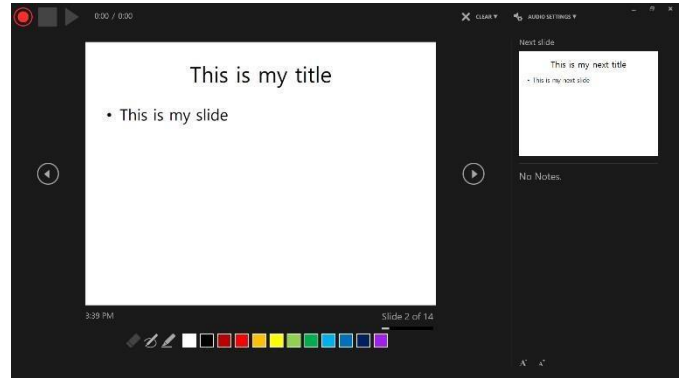 0:00 / 0:00
CLEAR ▼
AUDIO SETTINGS ▼
This is my title
• This is my slide
3:39 PM
Slide 2 of 14
Next slide
This is my next title
• This is my next slide
No Notes.
A A